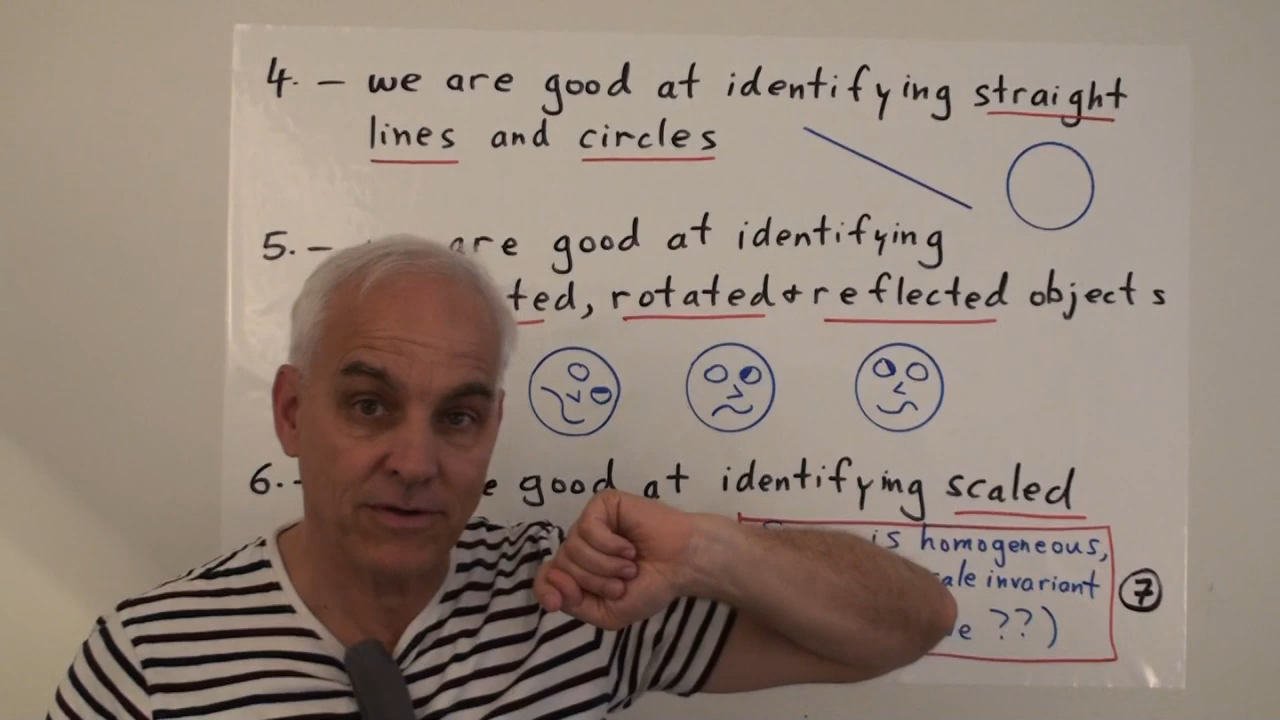 4. — we are good at identifying straight
lines and circles
5. — are good at identifying
ted, rotated + reflected objects
6. - e good at identifying scaled
is homogeneous,
ale invariant
e ??)
7